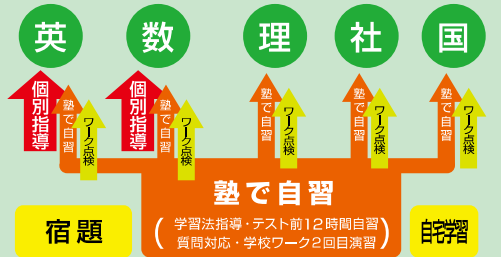 英 数 理 社 国
個別指導 塾で自習 ワーク点検
個別指導 塾で自習 ワーク点検
塾で自習 ワーク点検
塾で自習 ワーク点検
塾で自習 ワーク点検
宿題
塾で自習
(学習法指導・テスト前12時間自習
質問対応・学校ワーク2回目演習)
自宅学習